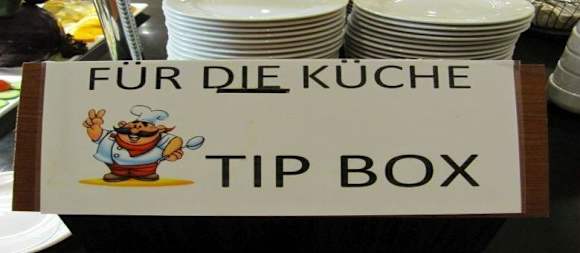 FÜR DIE KÜCHE
TIP BOX